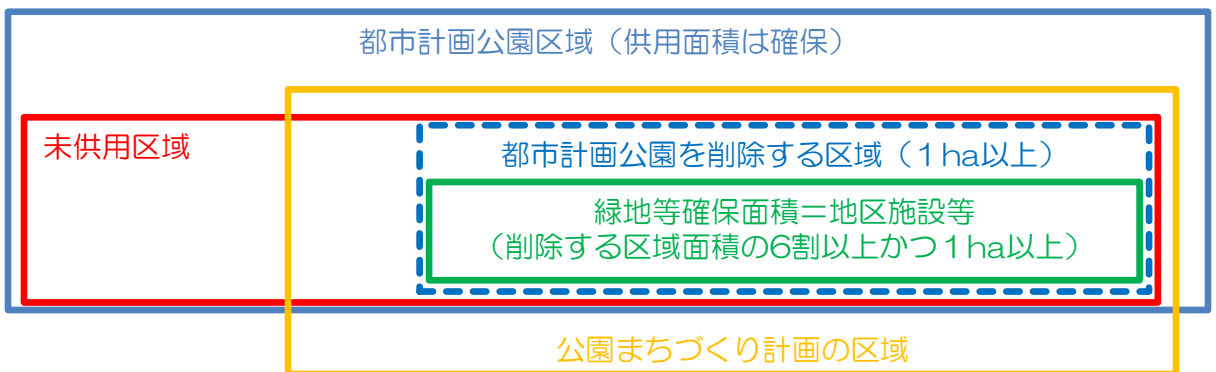 都市計画公園区域（供用面積は確保）
未供用区域
都市計画公園を削除する区域（１ha以上）
緑地等確保面積＝地区施設等
（削除する区域面積の6割以上かつ１ha以上）
公園まちづくり計画の区域